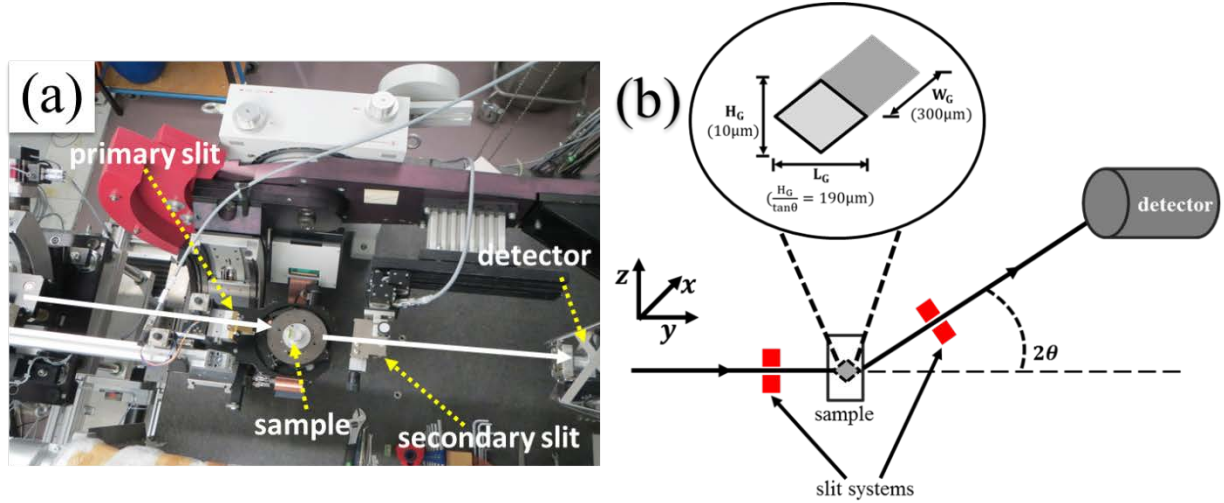 (a)
primary slit
detector
sample
secondary slit
(b)
H_G
(10μm)
W_G
(300μm)
L_G
(H_G/tanθ = 190μm)
detector
z
x
y
2θ
sample
slit systems